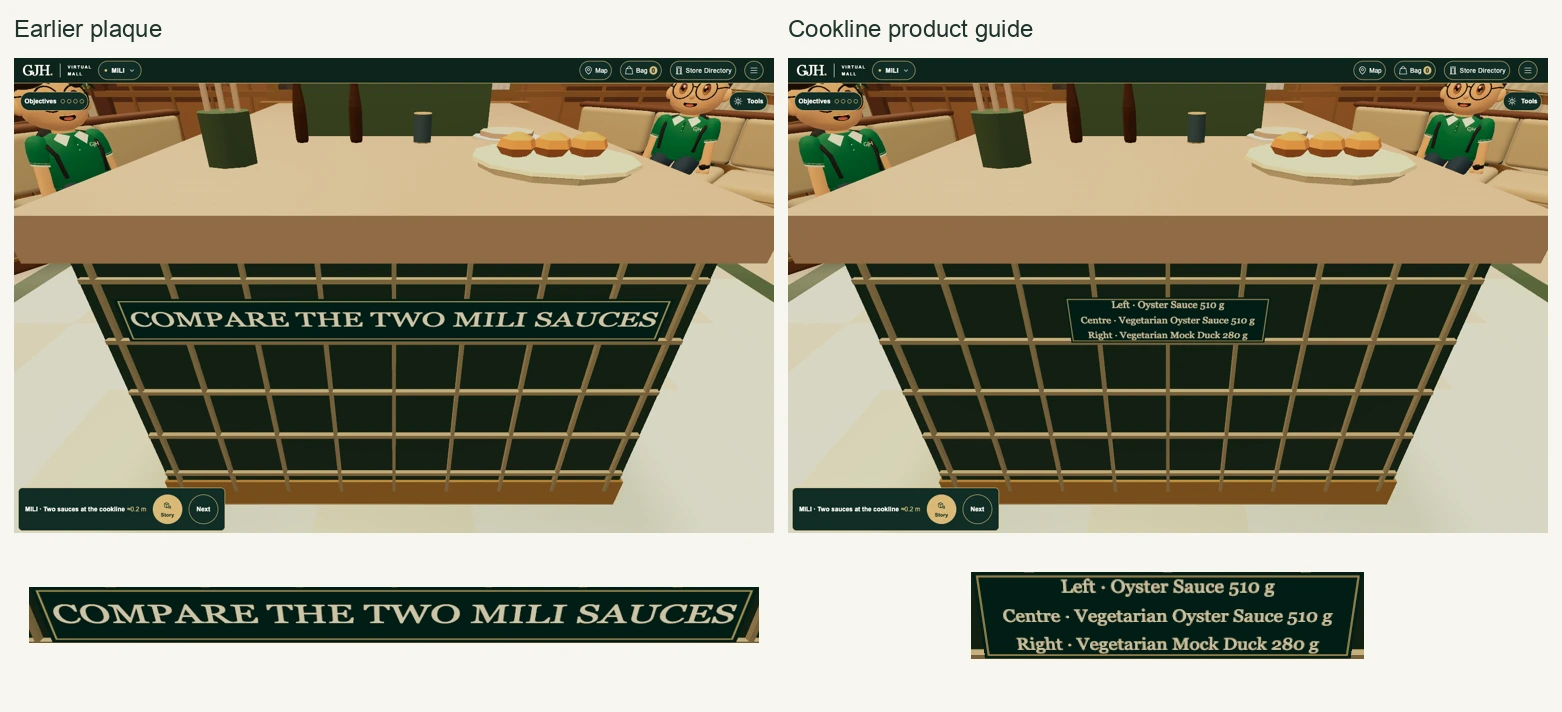 Earlier plaque
Cookline product guide
GJH. VIRTUAL MALL MILI Map Bag 0 Store Directory
Objectives
Tools
GJH
GJH
COMPARE THE TWO MILI SAUCES
MILI · Two sauces at the cookline ≈0.2 m Story Next
GJH. VIRTUAL MALL MILI Map Bag 0 Store Directory
Objectives
Tools
GJH
GJH
Left · Oyster Sauce 510 g
Centre · Vegetarian Oyster Sauce 510 g
Right · Vegetarian Mock Duck 280 g
MILI · Two sauces at the cookline ≈0.2 m Story Next
COMPARE THE TWO MILI SAUCES
Left · Oyster Sauce 510 g
Centre · Vegetarian Oyster Sauce 510 g
Right · Vegetarian Mock Duck 280 g